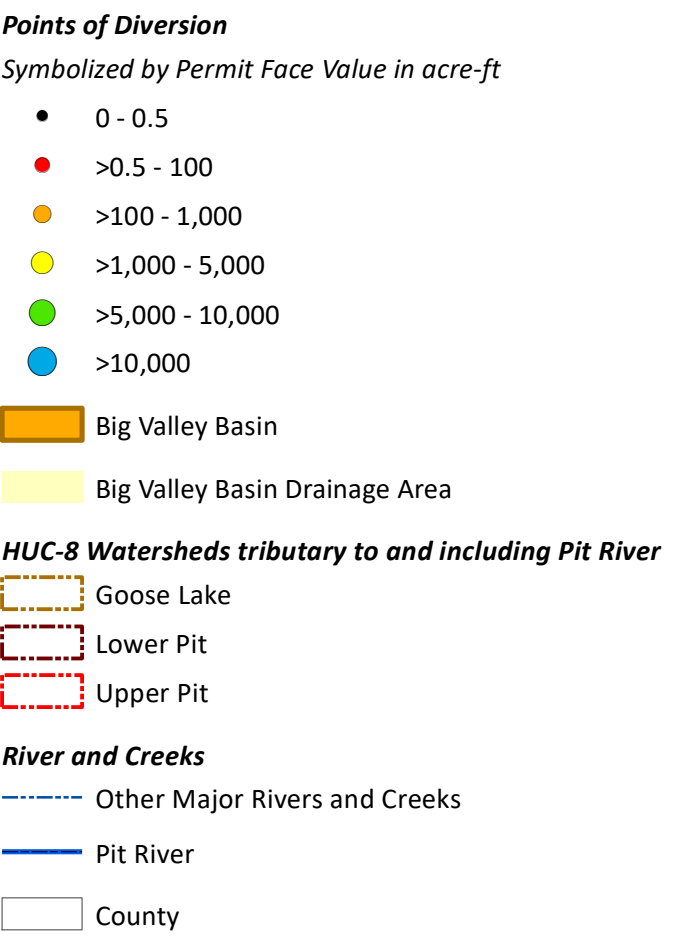 Points of Diversion
Symbolized by Permit Face Value in acre-ft
0 - 0.5
>0.5 - 100
>100 - 1,000
>1,000 - 5,000
>5,000 - 10,000
>10,000
Big Valley Basin
Big Valley Basin Drainage Area
HUC-8 Watersheds tributary to and including Pit River
Goose Lake
Lower Pit
Upper Pit
River and Creeks
Other Major Rivers and Creeks
Pit River
County